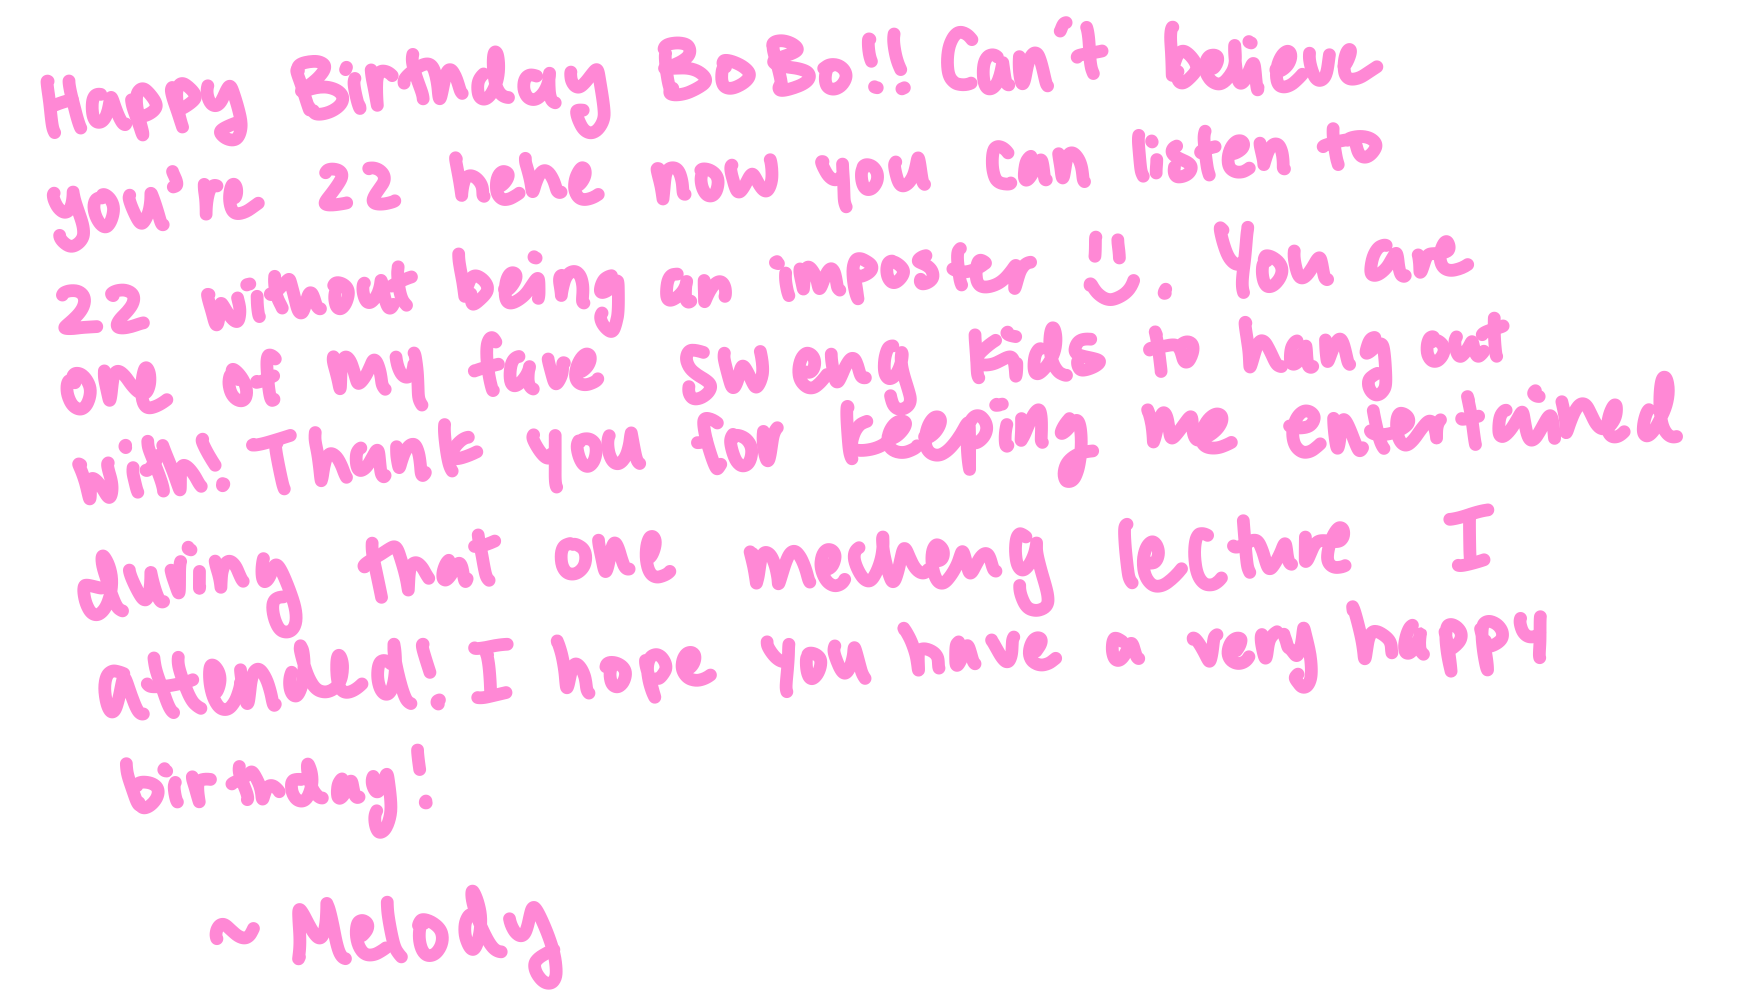 Happy Birthday BoBo!! Can't believe
you're 22 hehe now you can listen to
22 without being an imposter :). You are
one of my fave sweng kids to hang out
with! Thank you for keeping me entertained
during that one mecheng lecture I
attended! I hope you have a very happy
birthday!
~ Melody